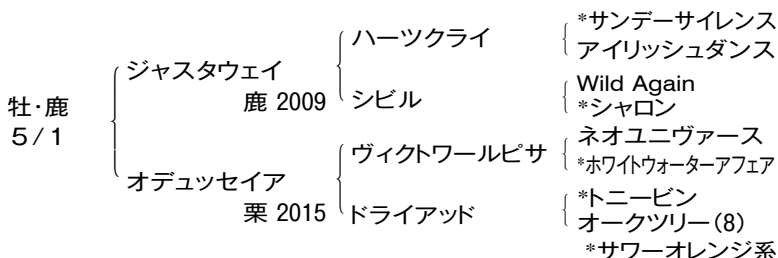 牡・鹿
5/1
ジャスタウェイ
鹿 2009
オデュッセイア
栗 2015
ハーツクライ
シビル
ヴィクトワールピサ
ドライアッド
*サンデーサイレンス
アイリッシュダンス
Wild Again
*シャロン
ネオユニヴァース
*ホワイトウォーターアフェア
*トニービン
オークツリー(8)
*サワーオレンジ系